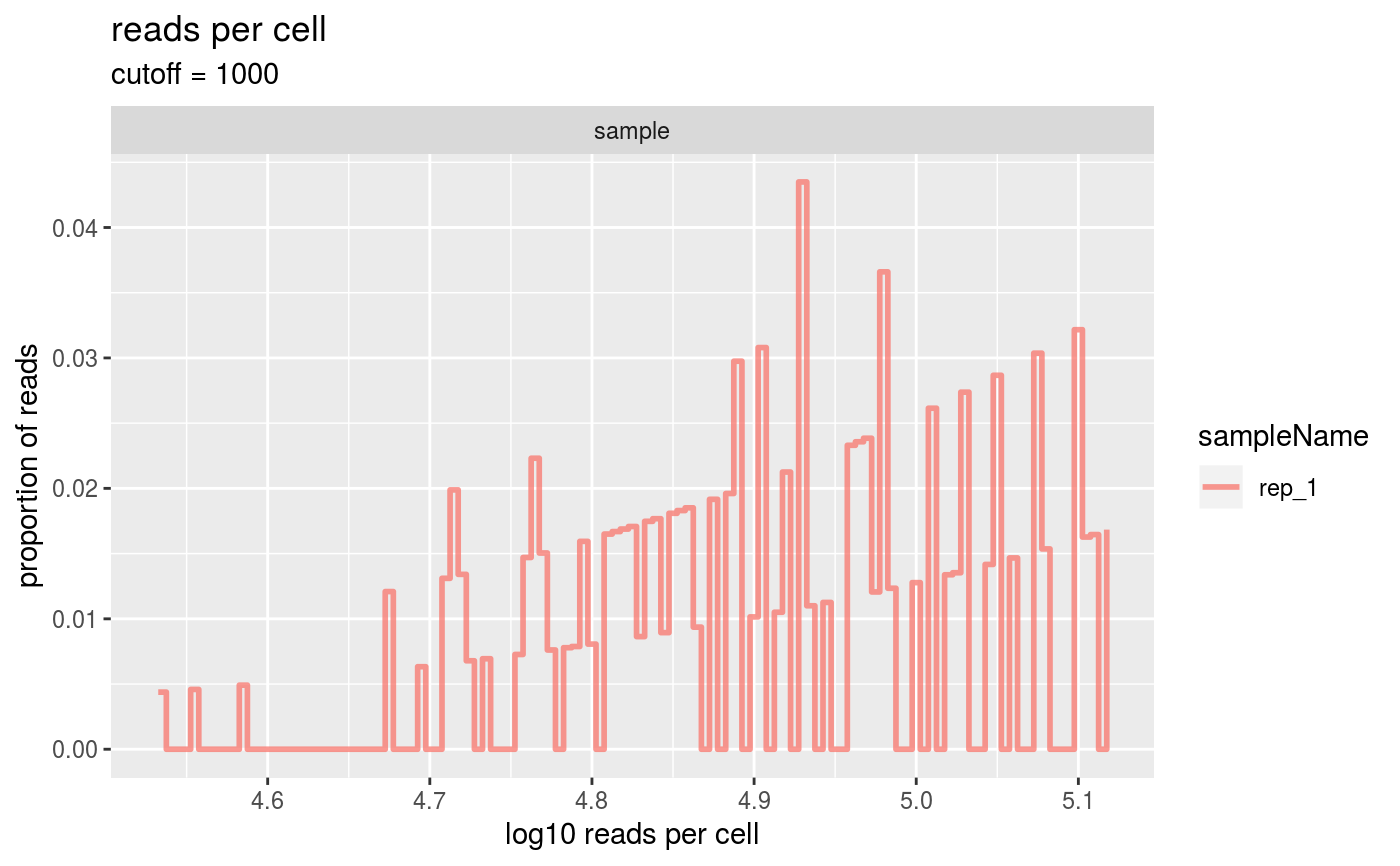 reads per cell
cutoff = 1000
sample
0.04
0.03
0.02
0.01
0.00
proportion of reads
4.6 4.7 4.8 4.9 5.0 5.1
log10 reads per cell
sampleName
rep_1